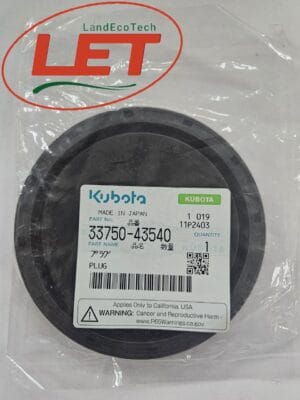 LandEcoTech
LET
Kubota
KUBOTA
MADE IN JAPAN
1 019
PART NO. 品番
11P2403
33750-43540
QUANTITY
PART NAME 品名 数量
1
プラグ
PLUG
Applies Only to California, USA
WARNING: Cancer and Reproductive Harm -
www.P65Warnings.ca.gov